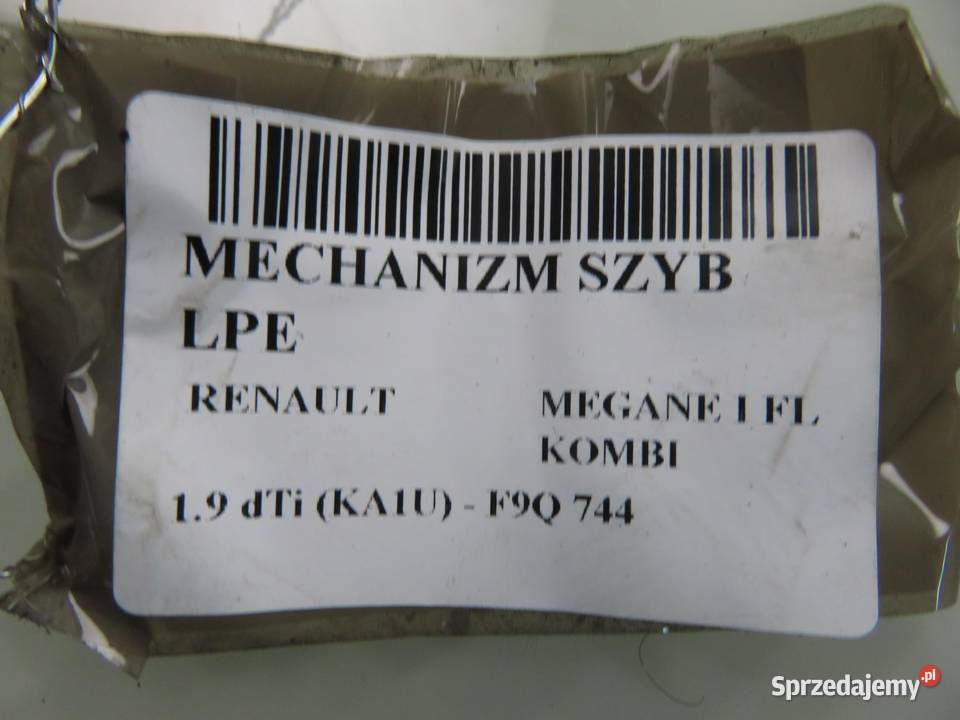 MECHANIZM SZYB
LPE
RENAULT
MEGANE I FL
KOMBI
1.9 dTi (KA1U) - F9Q 744
Sprzedajemy.pl